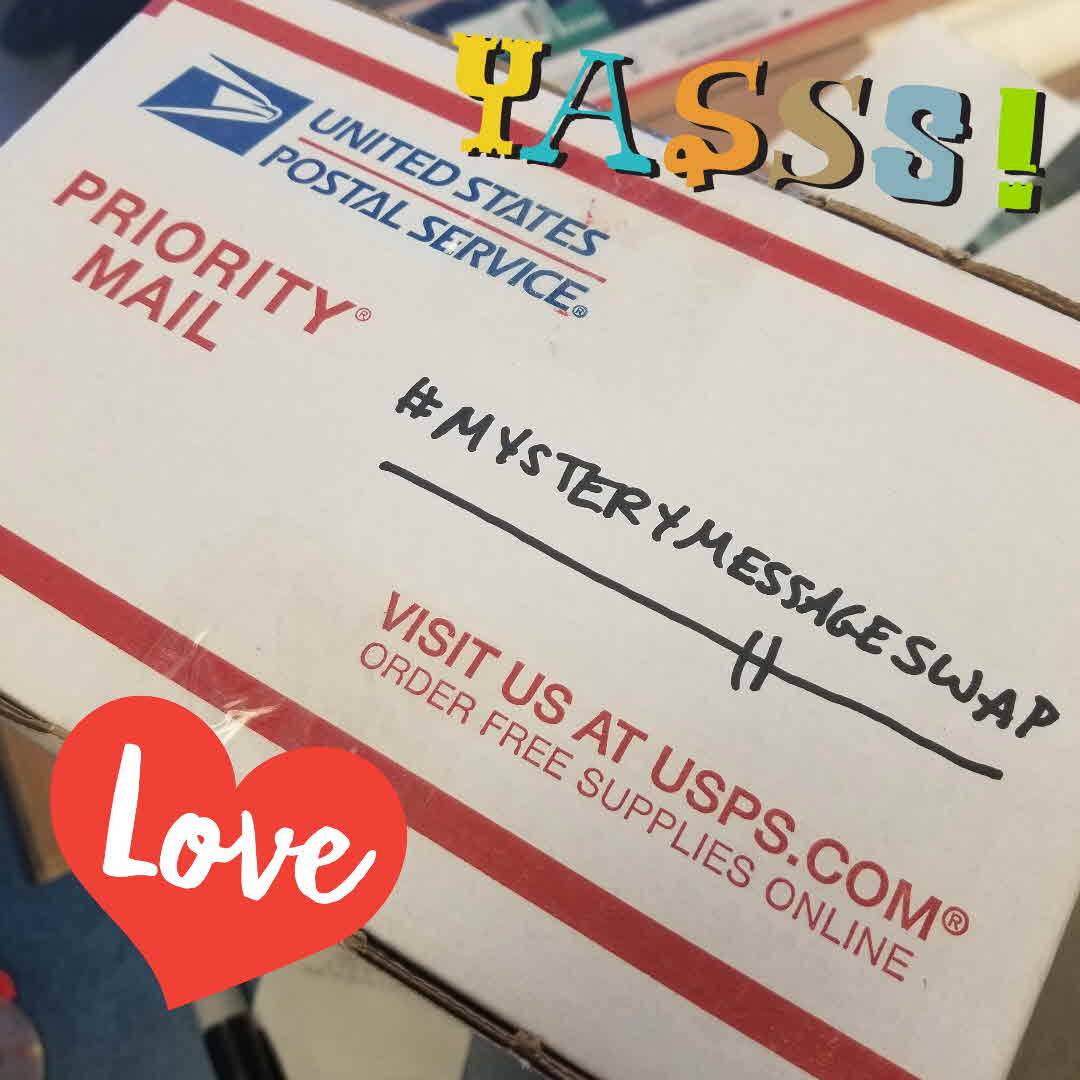 YASSS!
UNITED STATES
POSTAL SERVICE®
PRIORITY®
MAIL
#MYSTERYMESSAGESWAP
VISIT US AT USPS.COM®
ORDER FREE SUPPLIES ONLINE
Love